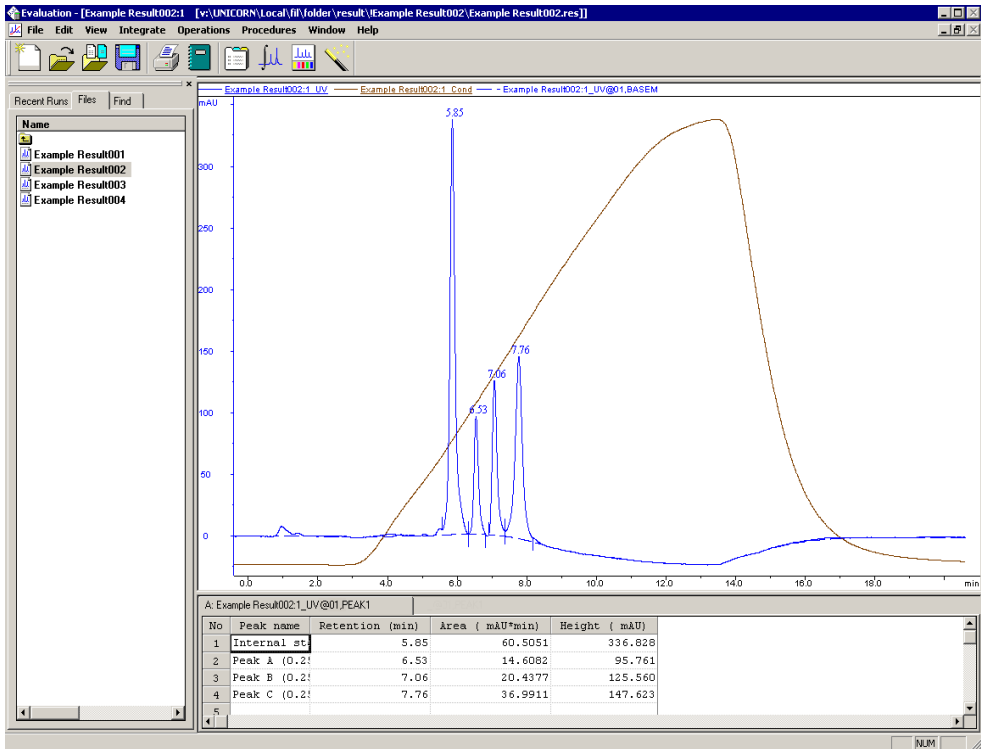 Evaluation - [Example Result002:1 [v:\UNICORN\Local\fil\folder\result\!Example Result002\Example Result002.res]]
File Edit View Integrate Operations Procedures Window Help
Recent Runs Files Find
Name
Example Result001
Example Result002
Example Result003
Example Result004
Example Result002:1_UV Example Result002:1_Cond Example Result002:1_UV@01,BASEM
mAU
300
250
200
150
100
50
0
5.85
6.53
7.06
7.76
0.0 2.0 4.0 6.0 8.0 10.0 12.0 14.0 16.0 18.0 min
A: Example Result002:1_UV@01,PEAK1
No Peak name Retention (min) Area ( mAU*min) Height ( mAU)
1 Internal st 5.85 60.5051 336.828
2 Peak A (0.2 6.53 14.6082 95.761
3 Peak B (0.2 7.06 20.4377 125.560
4 Peak C (0.2 7.76 36.9911 147.623
5
NUM